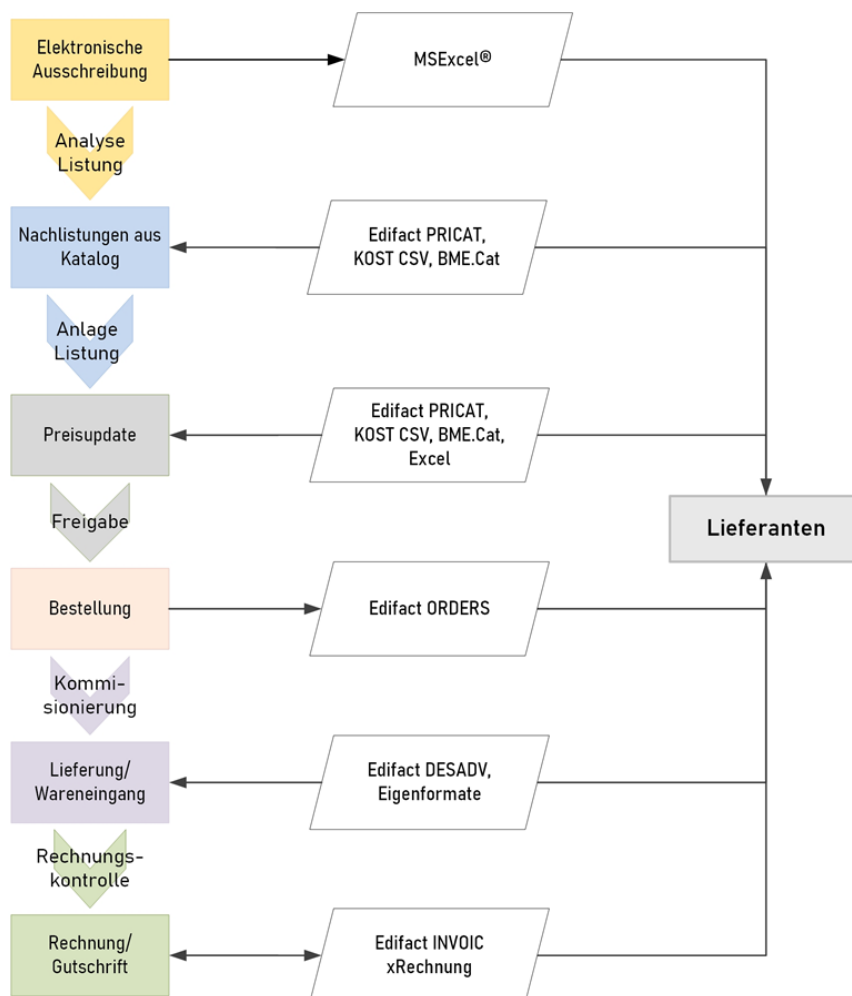 Elektronische
Ausschreibung
MSExcel®
Analyse
Listung
Nachlistungen aus
Katalog
Edifact PRICAT,
KOST CSV, BME.Cat
Anlage
Listung
Preisupdate
Edifact PRICAT,
KOST CSV, BME.Cat,
Excel
Freigabe
Lieferanten
Bestellung
Edifact ORDERS
Kommi-
sionierung
Lieferung/
Wareneingang
Edifact DESADV,
Eigenformate
Rechnungs-
kontrolle
Rechnung/
Gutschrift
Edifact INVOIC
xRechnung